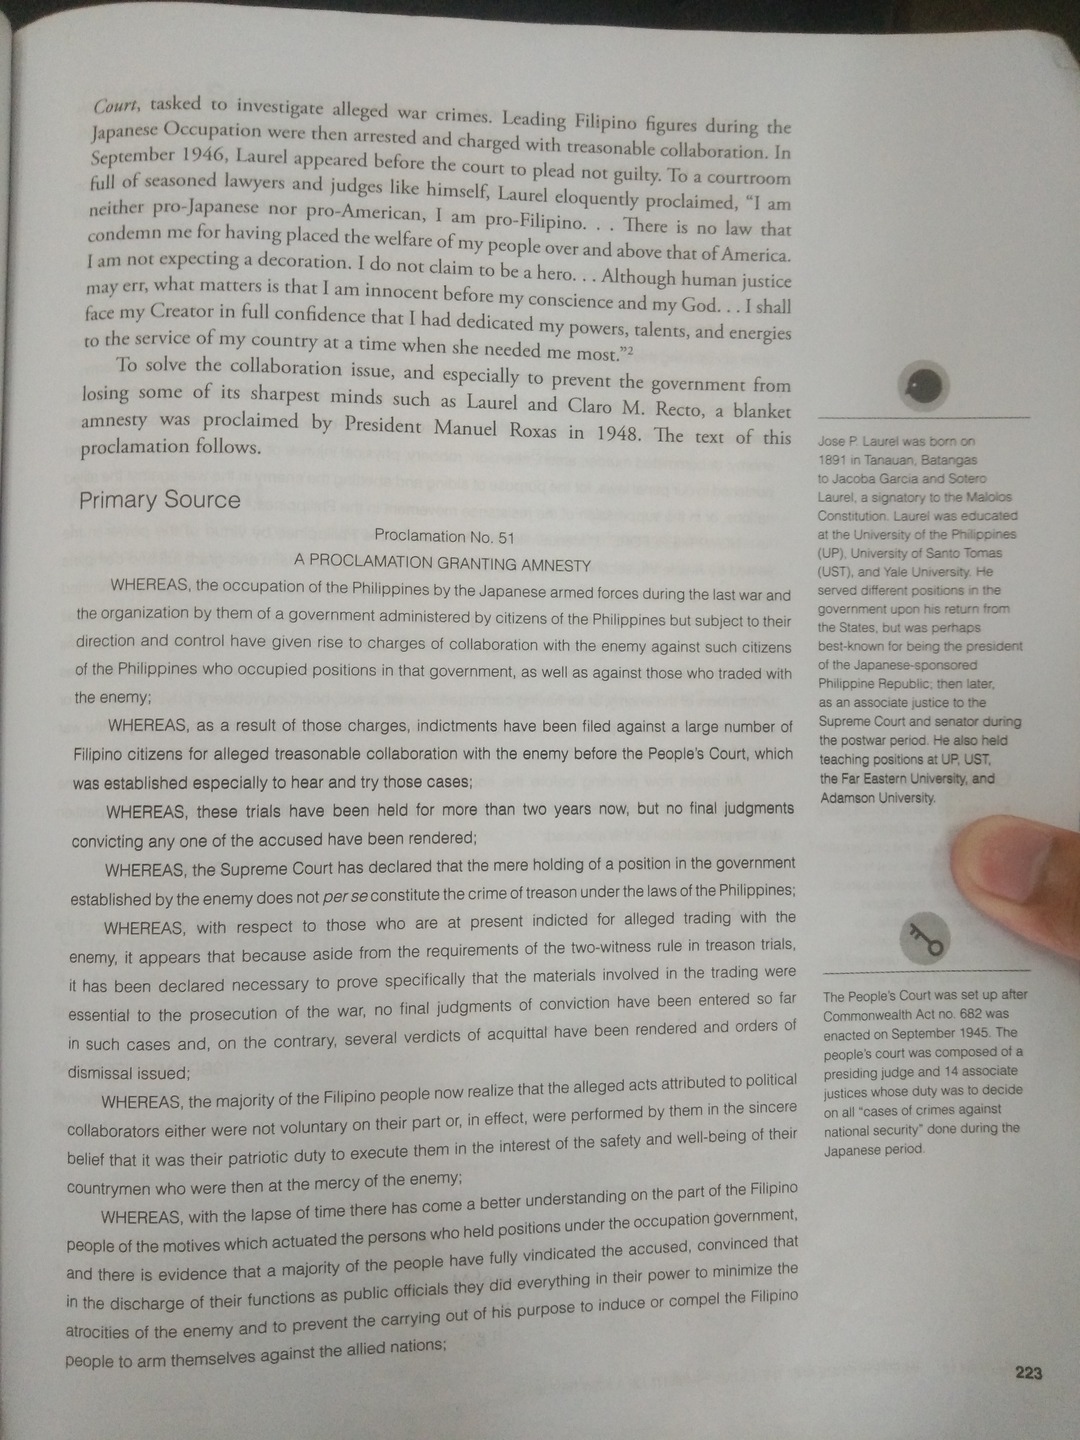 Court, tasked to investigate alleged war crimes. Leading Filipino figures during the
Japanese Occupation were then arrested and charged with treasonable collaboration. In
September 1946, Laurel appeared before the court to plead not guilty. To a courtroom
full of seasoned lawyers and judges like himself, Laurel eloquently proclaimed, “I am
neither pro-Japanese nor pro-American, I am pro-Filipino. . . There is no law that
condemn me for having placed the welfare of my people over and above that of America.
I am not expecting a decoration. I do not claim to be a hero. . . Although human justice
may err, what matters is that I am innocent before my conscience and my God. . . I shall
face my Creator in full confidence that I had dedicated my powers, talents, and energies
to the service of my country at a time when she needed me most.”2
To solve the collaboration issue, and especially to prevent the government from
losing some of its sharpest minds such as Laurel and Claro M. Recto, a blanket
amnesty was proclaimed by President Manuel Roxas in 1948. The text of this
proclamation follows.
Primary Source
Proclamation No. 51
A PROCLAMATION GRANTING AMNESTY
WHEREAS, the occupation of the Philippines by the Japanese armed forces during the last war and
the organization by them of a government administered by citizens of the Philippines but subject to their
direction and control have given rise to charges of collaboration with the enemy against such citizens
of the Philippines who occupied positions in that government, as well as against those who traded with
the enemy;
WHEREAS, as a result of those charges, indictments have been filed against a large number of
Filipino citizens for alleged treasonable collaboration with the enemy before the People's Court, which
was established especially to hear and try those cases;
WHEREAS, these trials have been held for more than two years now, but no final judgments
convicting any one of the accused have been rendered;
WHEREAS, the Supreme Court has declared that the mere holding of a position in the government
established by the enemy does not per se constitute the crime of treason under the laws of the Philippines;
WHEREAS, with respect to those who are at present indicted for alleged trading with the
enemy, it appears that because aside from the requirements of the two-witness rule in treason trials,
it has been declared necessary to prove specifically that the materials involved in the trading were
essential to the prosecution of the war, no final judgments of conviction have been entered so far
in such cases and, on the contrary, several verdicts of acquittal have been rendered and orders of
dismissal issued;
WHEREAS, the majority of the Filipino people now realize that the alleged acts attributed to political
collaborators either were not voluntary on their part or, in effect, were performed by them in the sincere
belief that it was their patriotic duty to execute them in the interest of the safety and well-being of their
countrymen who were then at the mercy of the enemy;
WHEREAS, with the lapse of time there has come a better understanding on the part of the Filipino
people of the motives which actuated the persons who held positions under the occupation government,
and there is evidence that a majority of the people have fully vindicated the accused, convinced that
in the discharge of their functions as public officials they did everything in their power to minimize the
atrocities of the enemy and to prevent the carrying out of his purpose to induce or compel the Filipino
people to arm themselves against the allied nations;
Jose P. Laurel was born on
1891 in Tanauan, Batangas
to Jacoba Garcia and Sotero
Laurel, a signatory to the Malolos
Constitution. Laurel was educated
at the University of the Philippines
(UP), University of Santo Tomas
(UST), and Yale University. He
served different positions in the
government upon his return from
the States, but was perhaps
best-known for being the president
of the Japanese-sponsored
Philippine Republic; then later,
as an associate justice to the
Supreme Court and senator during
the postwar period. He also held
teaching positions at UP, UST,
the Far Eastern University, and
Adamson University.
The People's Court was set up after
Commonwealth Act no. 682 was
enacted on September 1945. The
people's court was composed of a
presiding judge and 14 associate
justices whose duty was to decide
on all “cases of crimes against
national security” done during the
Japanese period.
223